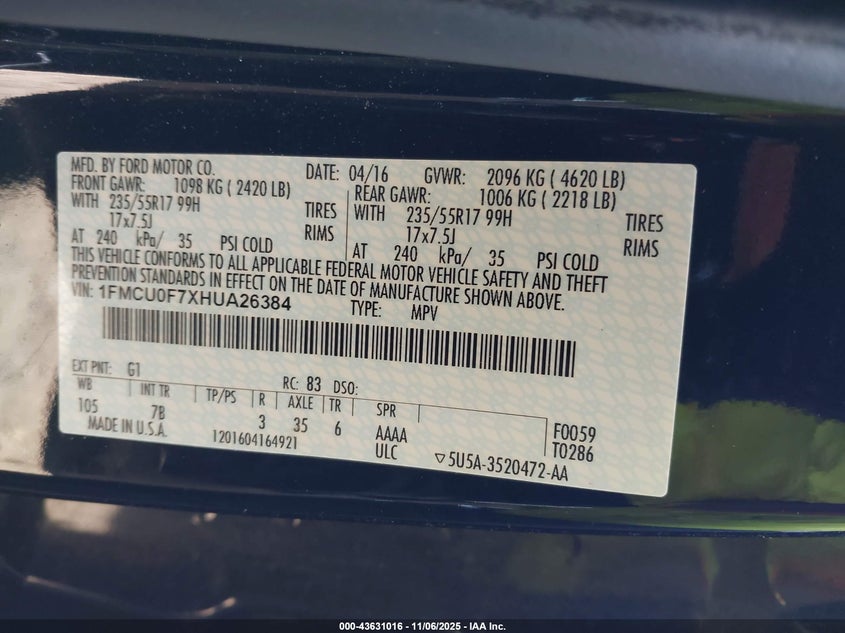 MFD. BY FORD MOTOR CO. DATE: 04/16 GVWR: 2096 KG ( 4620 LB)
FRONT GAWR: 1098 KG ( 2420 LB) REAR GAWR: 1006 KG ( 2218 LB)
WITH 235/55R17 99H TIRES WITH 235/55R17 99H TIRES
17x7.5J RIMS 17x7.5J RIMS
AT 240 kPa/ 35 PSI COLD AT 240 kPa/ 35 PSI COLD
THIS VEHICLE CONFORMS TO ALL APPLICABLE FEDERAL MOTOR VEHICLE SAFETY AND THEFT
PREVENTION STANDARDS IN EFFECT ON THE DATE OF MANUFACTURE SHOWN ABOVE.
VIN: 1FMCU0F7XHUA26384 TYPE: MPV
EXT PNT: G1 RC: 83 DSO:
WB INT TR TP/PS R AXLE TR SPR
105 7B 3 35 6 AAAA F0059
MADE IN U.S.A. 1201604164921 ULC ▽5U5A-3520472-AA T0286
000-43631016 - 11/06/2025 - IAA Inc.